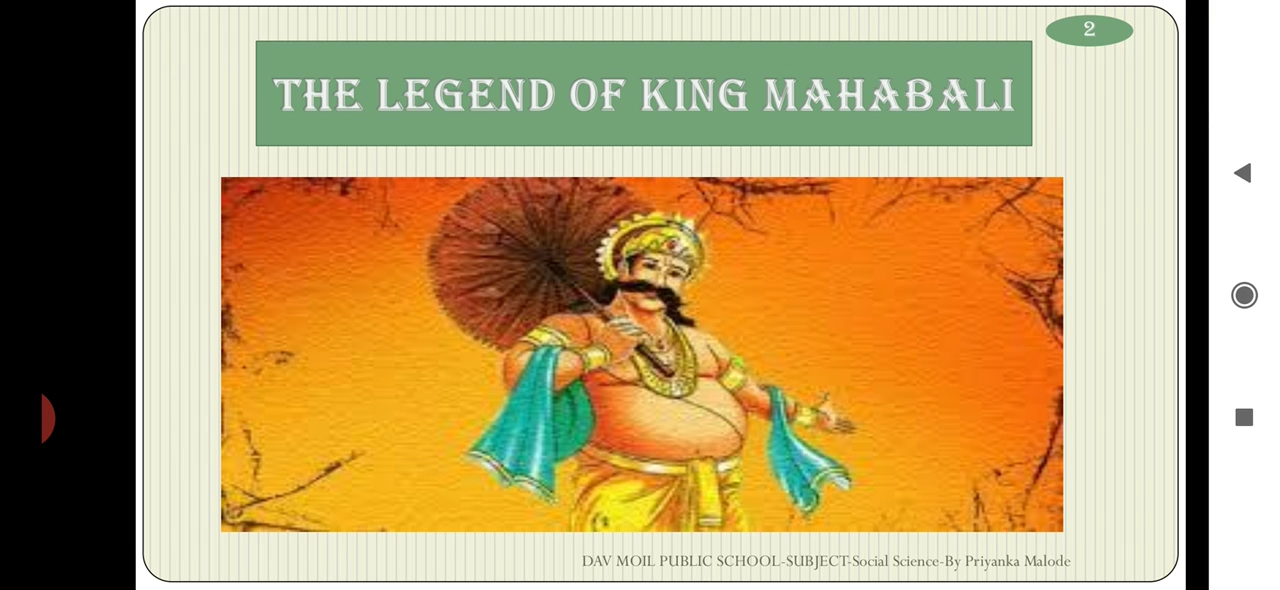 2
THE LEGEND OF KING MAHABALI
DAV MOIL PUBLIC SCHOOL-SUBJECT-Social Science-By Priyanka Malode